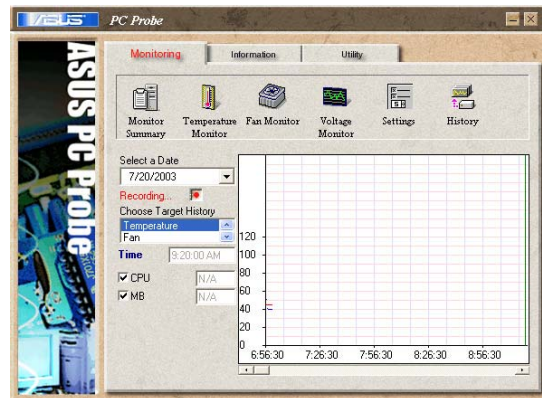 ASUS PC Probe
Monitoring Information Utility
Monitor Summary
Temperature Monitor
Fan Monitor
Voltage Monitor
Settings
History
ASUS PC Probe
Select a Date
7/20/2003
Recording...
Choose Target History
Temperature
Fan
Time 9:20:00 AM
CPU N/A
MB N/A
120
100
80
60
40
20
0
6:56:30 7:26:30 7:56:30 8:26:30 8:56:30